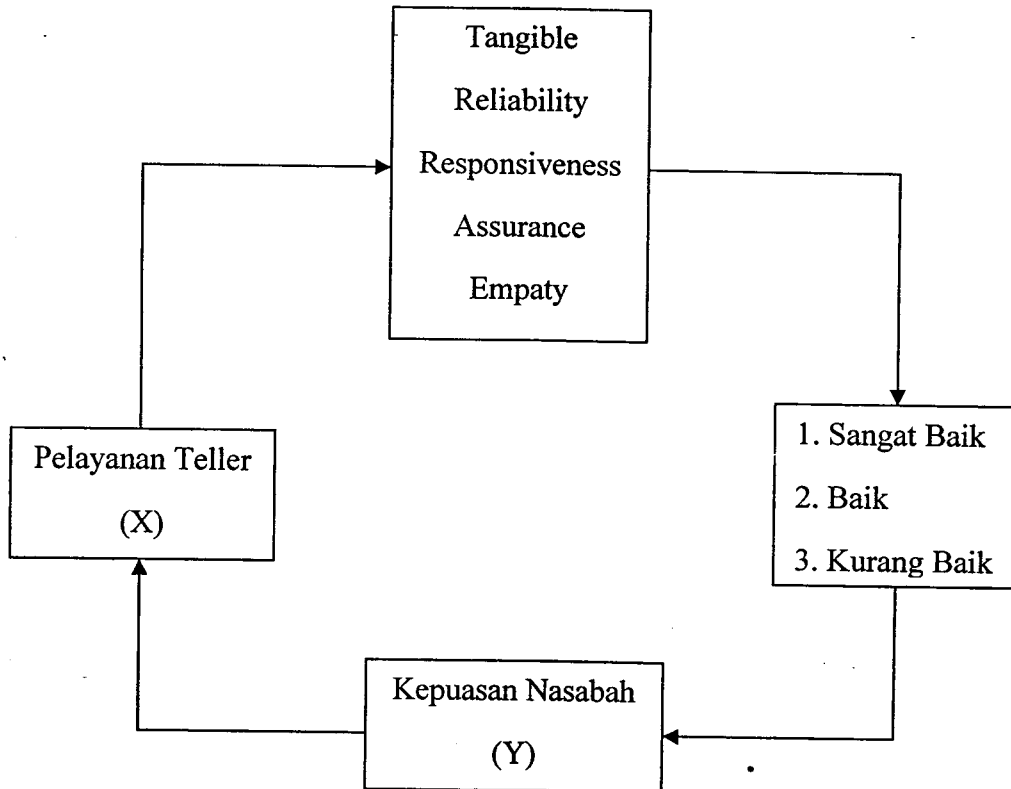 Tangible
Reliability
Responsiveness
Assurance
Empaty
Pelayanan Teller
(X)
1. Sangat Baik
2. Baik
3. Kurang Baik
Kepuasan Nasabah
(Y)